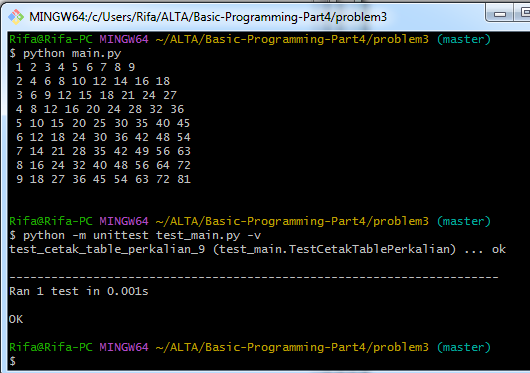 MINGW64:/c/Users/Rifa/ALTA/Basic-Programming-Part4/problem3
Rifa@Rifa-PC MINGW64 ~/ALTA/Basic-Programming-Part4/problem3 (master)
$ python main.py
1 2 3 4 5 6 7 8 9
2 4 6 8 10 12 14 16 18
3 6 9 12 15 18 21 24 27
4 8 12 16 20 24 28 32 36
5 10 15 20 25 30 35 40 45
6 12 18 24 30 36 42 48 54
7 14 21 28 35 42 49 56 63
8 16 24 32 40 48 56 64 72
9 18 27 36 45 54 63 72 81
Rifa@Rifa-PC MINGW64 ~/ALTA/Basic-Programming-Part4/problem3 (master)
$ python -m unittest test_main.py -v
test_cetak_table_perkalian_9 (test_main.TestCetakTablePerkalian) ... ok
----------------------------------------------------------------------
Ran 1 test in 0.001s
OK
Rifa@Rifa-PC MINGW64 ~/ALTA/Basic-Programming-Part4/problem3 (master)
$